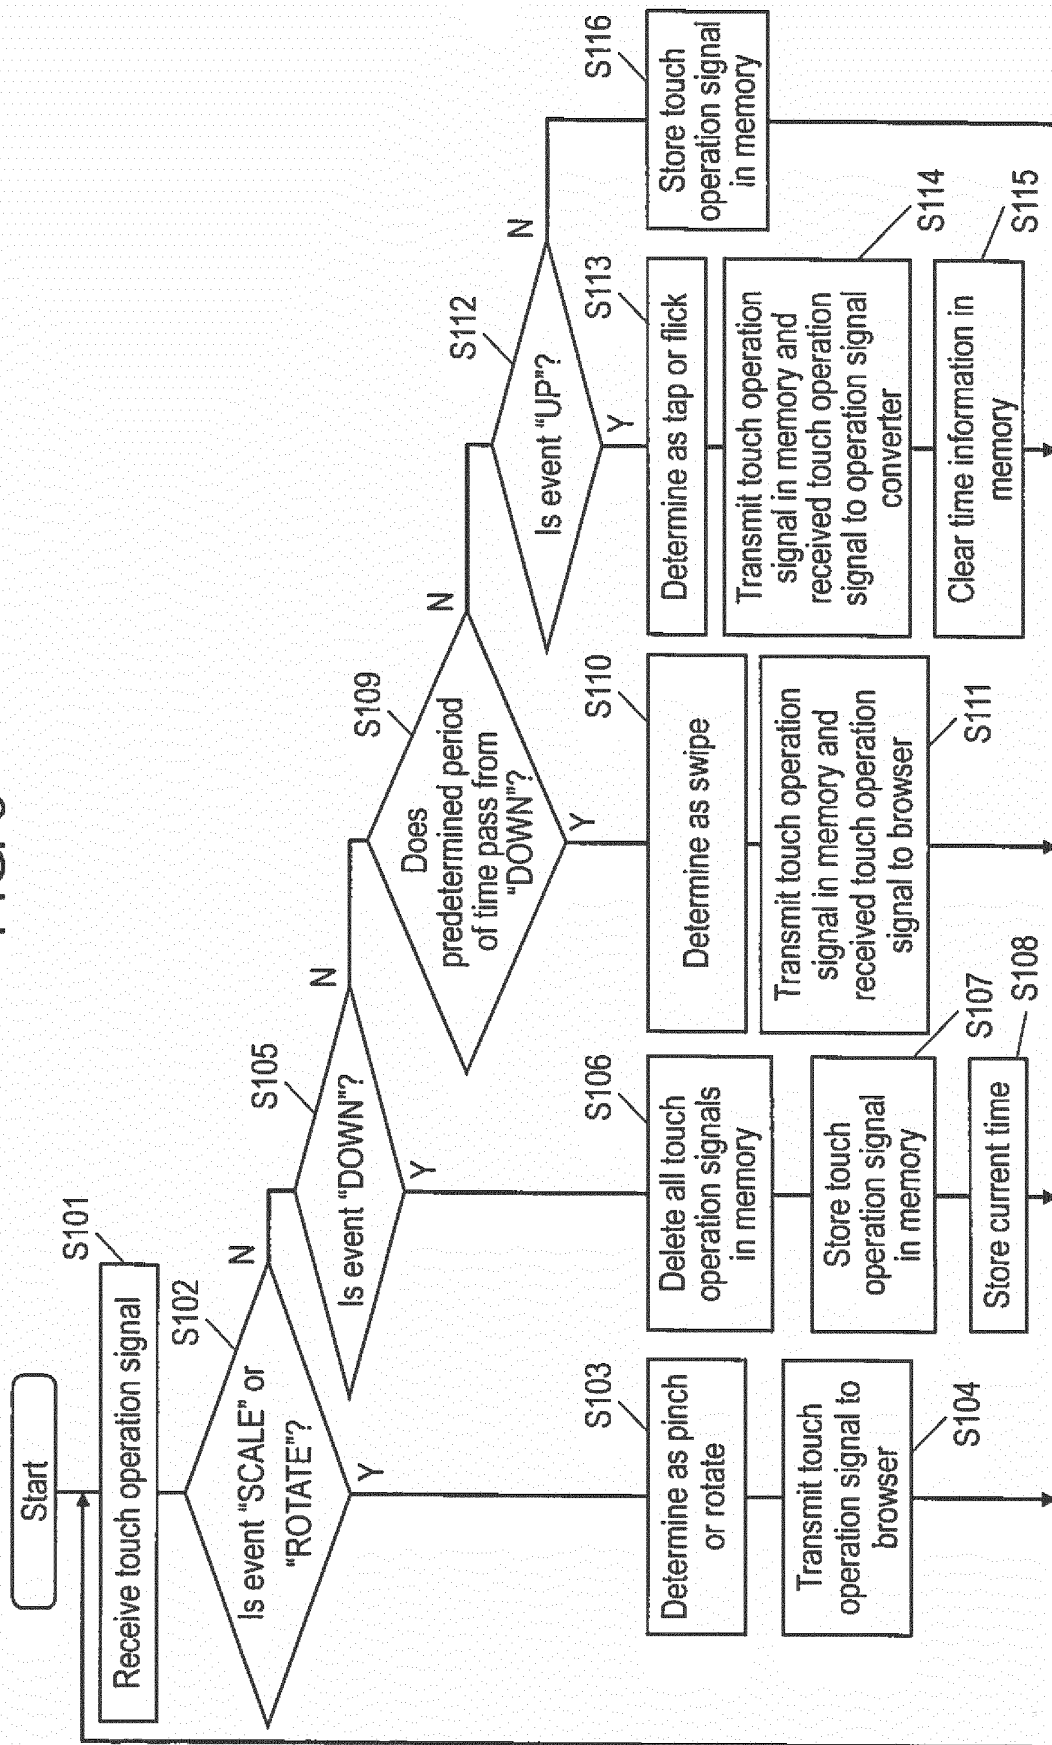 Start
Receive touch operation signal
S101
Is event “SCALE” or
“ROTATE”?
S102
N
Y
Determine as pinch
or rotate
S103
Transmit touch
operation signal to
browser
S104
Is event “DOWN”?
S105
N
Y
Delete all touch
operation signals
in memory
S106
Store touch
operation signal
in memory
S107
Store current time
S108
Does
predetermined period
of time pass from
“DOWN”?
S109
N
Y
Determine as swipe
S110
Transmit touch operation
signal in memory and
received touch operation
signal to browser
S111
Is event “UP”?
S112
N
Y
Determine as tap or flick
S113
Transmit touch operation
signal in memory and
received touch operation
signal to operation signal
converter
S114
Clear time information in
memory
S115
Store touch
operation signal
in memory
S116